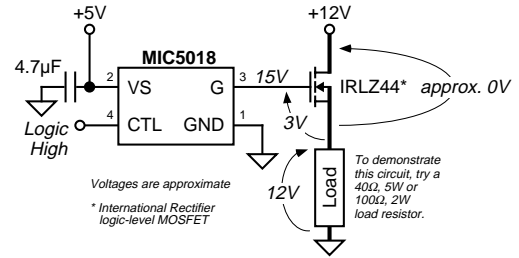 +5V
+12V
4.7µF
MIC5018
2
VS
G
3
15V
IRLZ44*
approx. 0V
Logic
High
4
CTL
GND
1
3V
Voltages are approximate
* International Rectifier
logic-level MOSFET
12V
Load
To demonstrate
this circuit, try a
40Ω, 5W or
100Ω, 2W
load resistor.